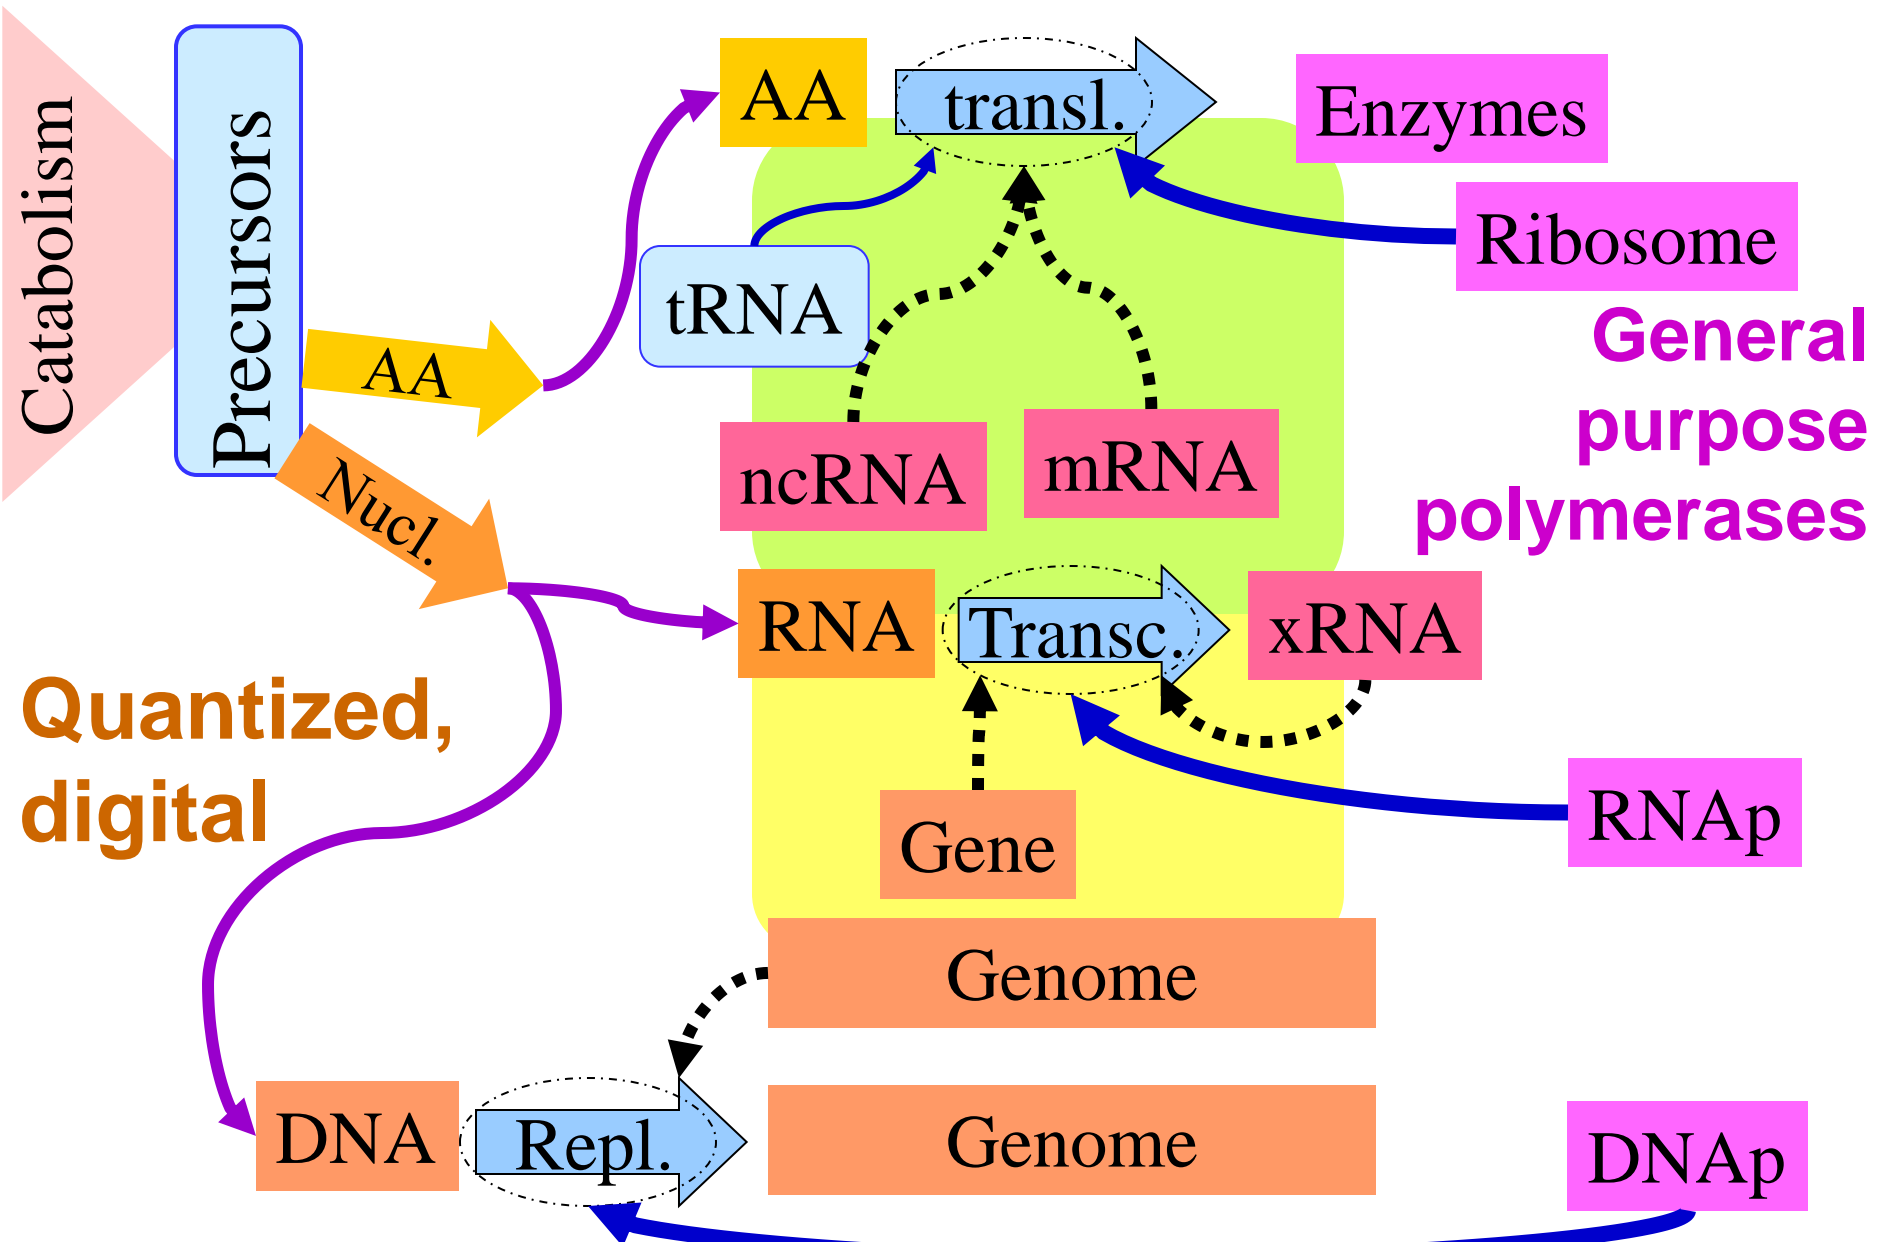 Catabolism
Precursors
AA
Nucl.
AA
transl.
Enzymes
Ribosome
tRNA
General
purpose
polymerases
ncRNA
mRNA
RNA
Transc.
xRNA
Quantized,
digital
RNAp
Gene
Genome
DNA
Repl.
Genome
DNAp